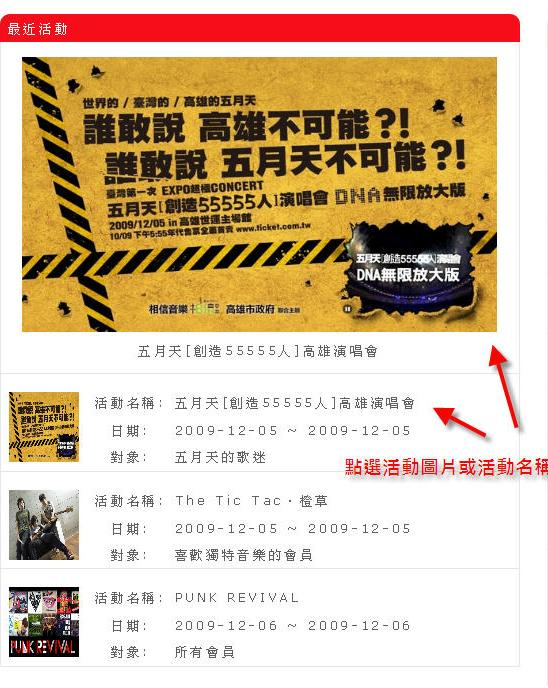 最近活動
世界的 / 臺灣的 / 高雄的五月天
誰敢說 高雄不可能?!
誰敢說 五月天不可能?!
臺灣第一次 EXPO超極CONCERT
五月天[創造55555人]演唱會 DNA無限放大版
2009/12/05 in 高雄世運主場館
10/09 下午5:55年代售票全面首賣 www.ticket.com.tw
五月天[創造55555人]演唱會
DNA無限放大版
相信音樂 高雄市政府 聯合主辦
五月天[創造55555人]高雄演唱會
活動名稱: 五月天[創造55555人]高雄演唱會
日期: 2009-12-05 ~ 2009-12-05
對象: 五月天的歌迷
點選活動圖片或活動名稱
活動名稱: The Tic Tac‧橙草
日期: 2009-12-05 ~ 2009-12-05
對象: 喜歡獨特音樂的會員
活動名稱: PUNK REVIVAL
日期: 2009-12-06 ~ 2009-12-06
對象: 所有會員
PUNK REVIVAL